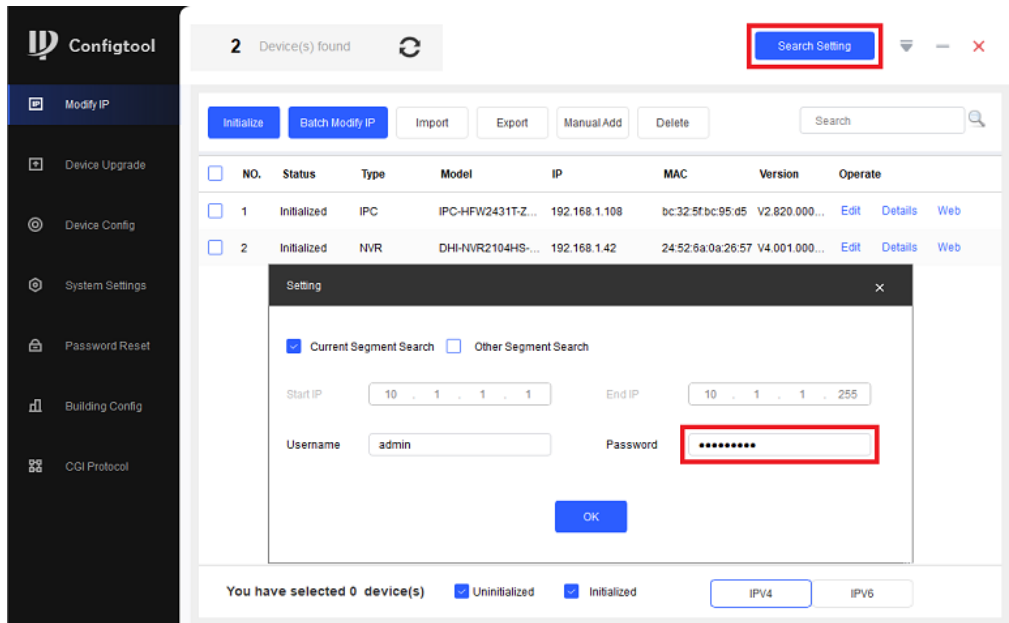 Configtool
2 Device(s) found
Search Setting
Modify IP
Device Upgrade
Device Config
System Settings
Password Reset
Building Config
CGI Protocol
Initialize Batch Modify IP Import Export Manual Add Delete Search
NO. Status Type Model IP MAC Version Operate
1 Initialized IPC IPC-HFW2431T-Z... 192.168.1.108 bc:32:5f:bc:95:d5 V2.820.000... Edit Details Web
2 Initialized NVR DHI-NVR2104HS-... 192.168.1.42 24:52:6a:0a:26:57 V4.001.000... Edit Details Web
Setting
Current Segment Search Other Segment Search
Start IP 10 . 1 . 1 . 1 End IP 10 . 1 . 1 . 255
Username admin Password •••••••••
OK
You have selected 0 device(s) Uninitialized Initialized IPV4 IPV6